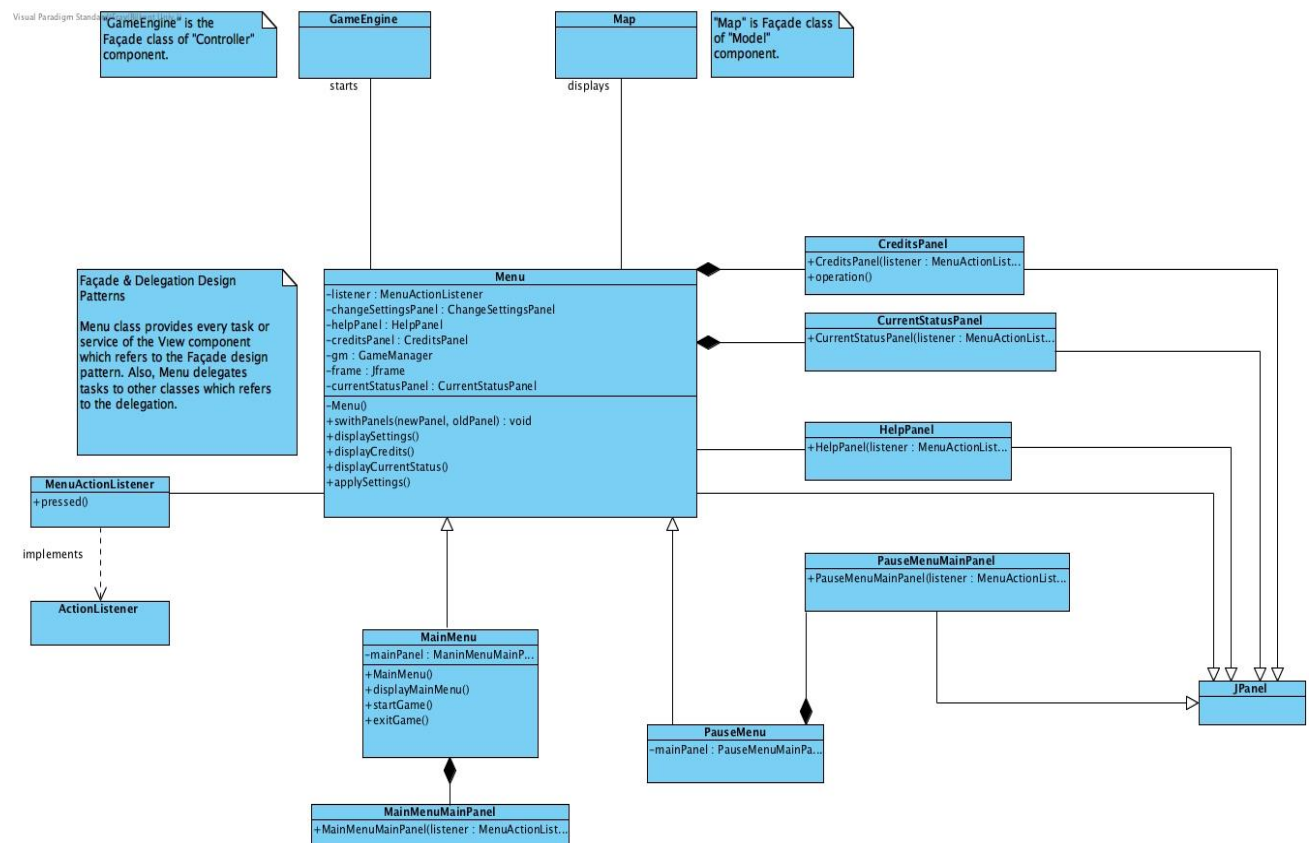 Visual Paradigm Standard
"GameEngine" is the
Façade class of "Controller"
component.
GameEngine
starts
Map
displays
"Map" is Façade class
of "Model"
component.
Façade & Delegation Design
Patterns
Menu class provides every task or
service of the View component
which refers to the Façade design
pattern. Also, Menu delegates
tasks to other classes which refers
to the delegation.
Menu
-listener : MenuActionListener
-changeSettingsPanel : ChangeSettingsPanel
-helpPanel : HelpPanel
-creditsPanel : CreditsPanel
-gm : GameManager
-frame : Jframe
-currentStatusPanel : CurrentStatusPanel
-Menu()
+swithPanels(newPanel, oldPanel) : void
+displaySettings()
+displayCredits()
+displayCurrentStatus()
+applySettings()
CreditsPanel
+CreditsPanel(listener : MenuActionList...
+operation()
CurrentStatusPanel
+CurrentStatusPanel(listener : MenuActionList...
HelpPanel
+HelpPanel(listener : MenuActionList...
MenuActionListener
+pressed()
implements
ActionListener
PauseMenuMainPanel
+PauseMenuMainPanel(listener : MenuActionList...
MainMenu
-mainPanel : ManinMenuMainP...
+MainMenu()
+displayMainMenu()
+startGame()
+exitGame()
JPanel
PauseMenu
-mainPanel : PauseMenuMainPa...
MainMenuMainPanel
+MainMenuMainPanel(listener : MenuActionList...